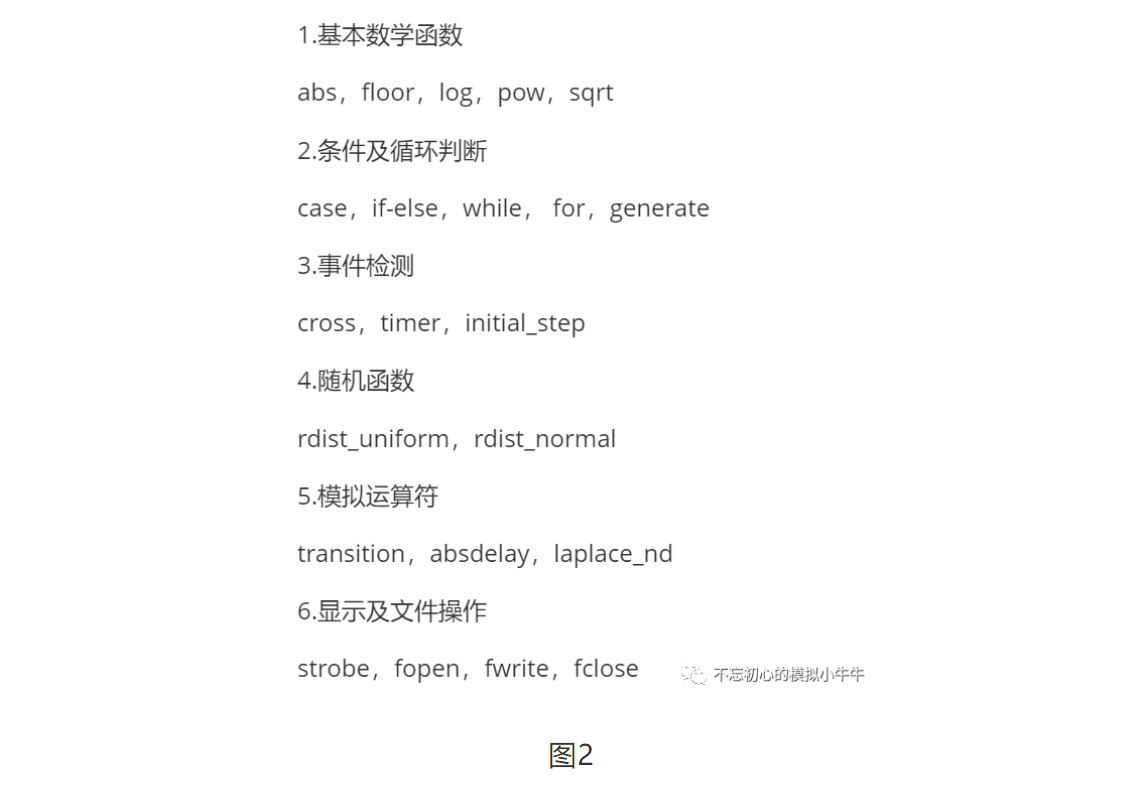 1.基本数学函数
abs，floor，log，pow，sqrt
2.条件及循环判断
case，if-else，while， for，generate
3.事件检测
cross，timer，initial_step
4.随机函数
rdist_uniform，rdist_normal
5.模拟运算符
transition，absdelay，laplace_nd
6.显示及文件操作
strobe，fopen，fwrite，fclose
不忘初心的模拟小牛牛
图2